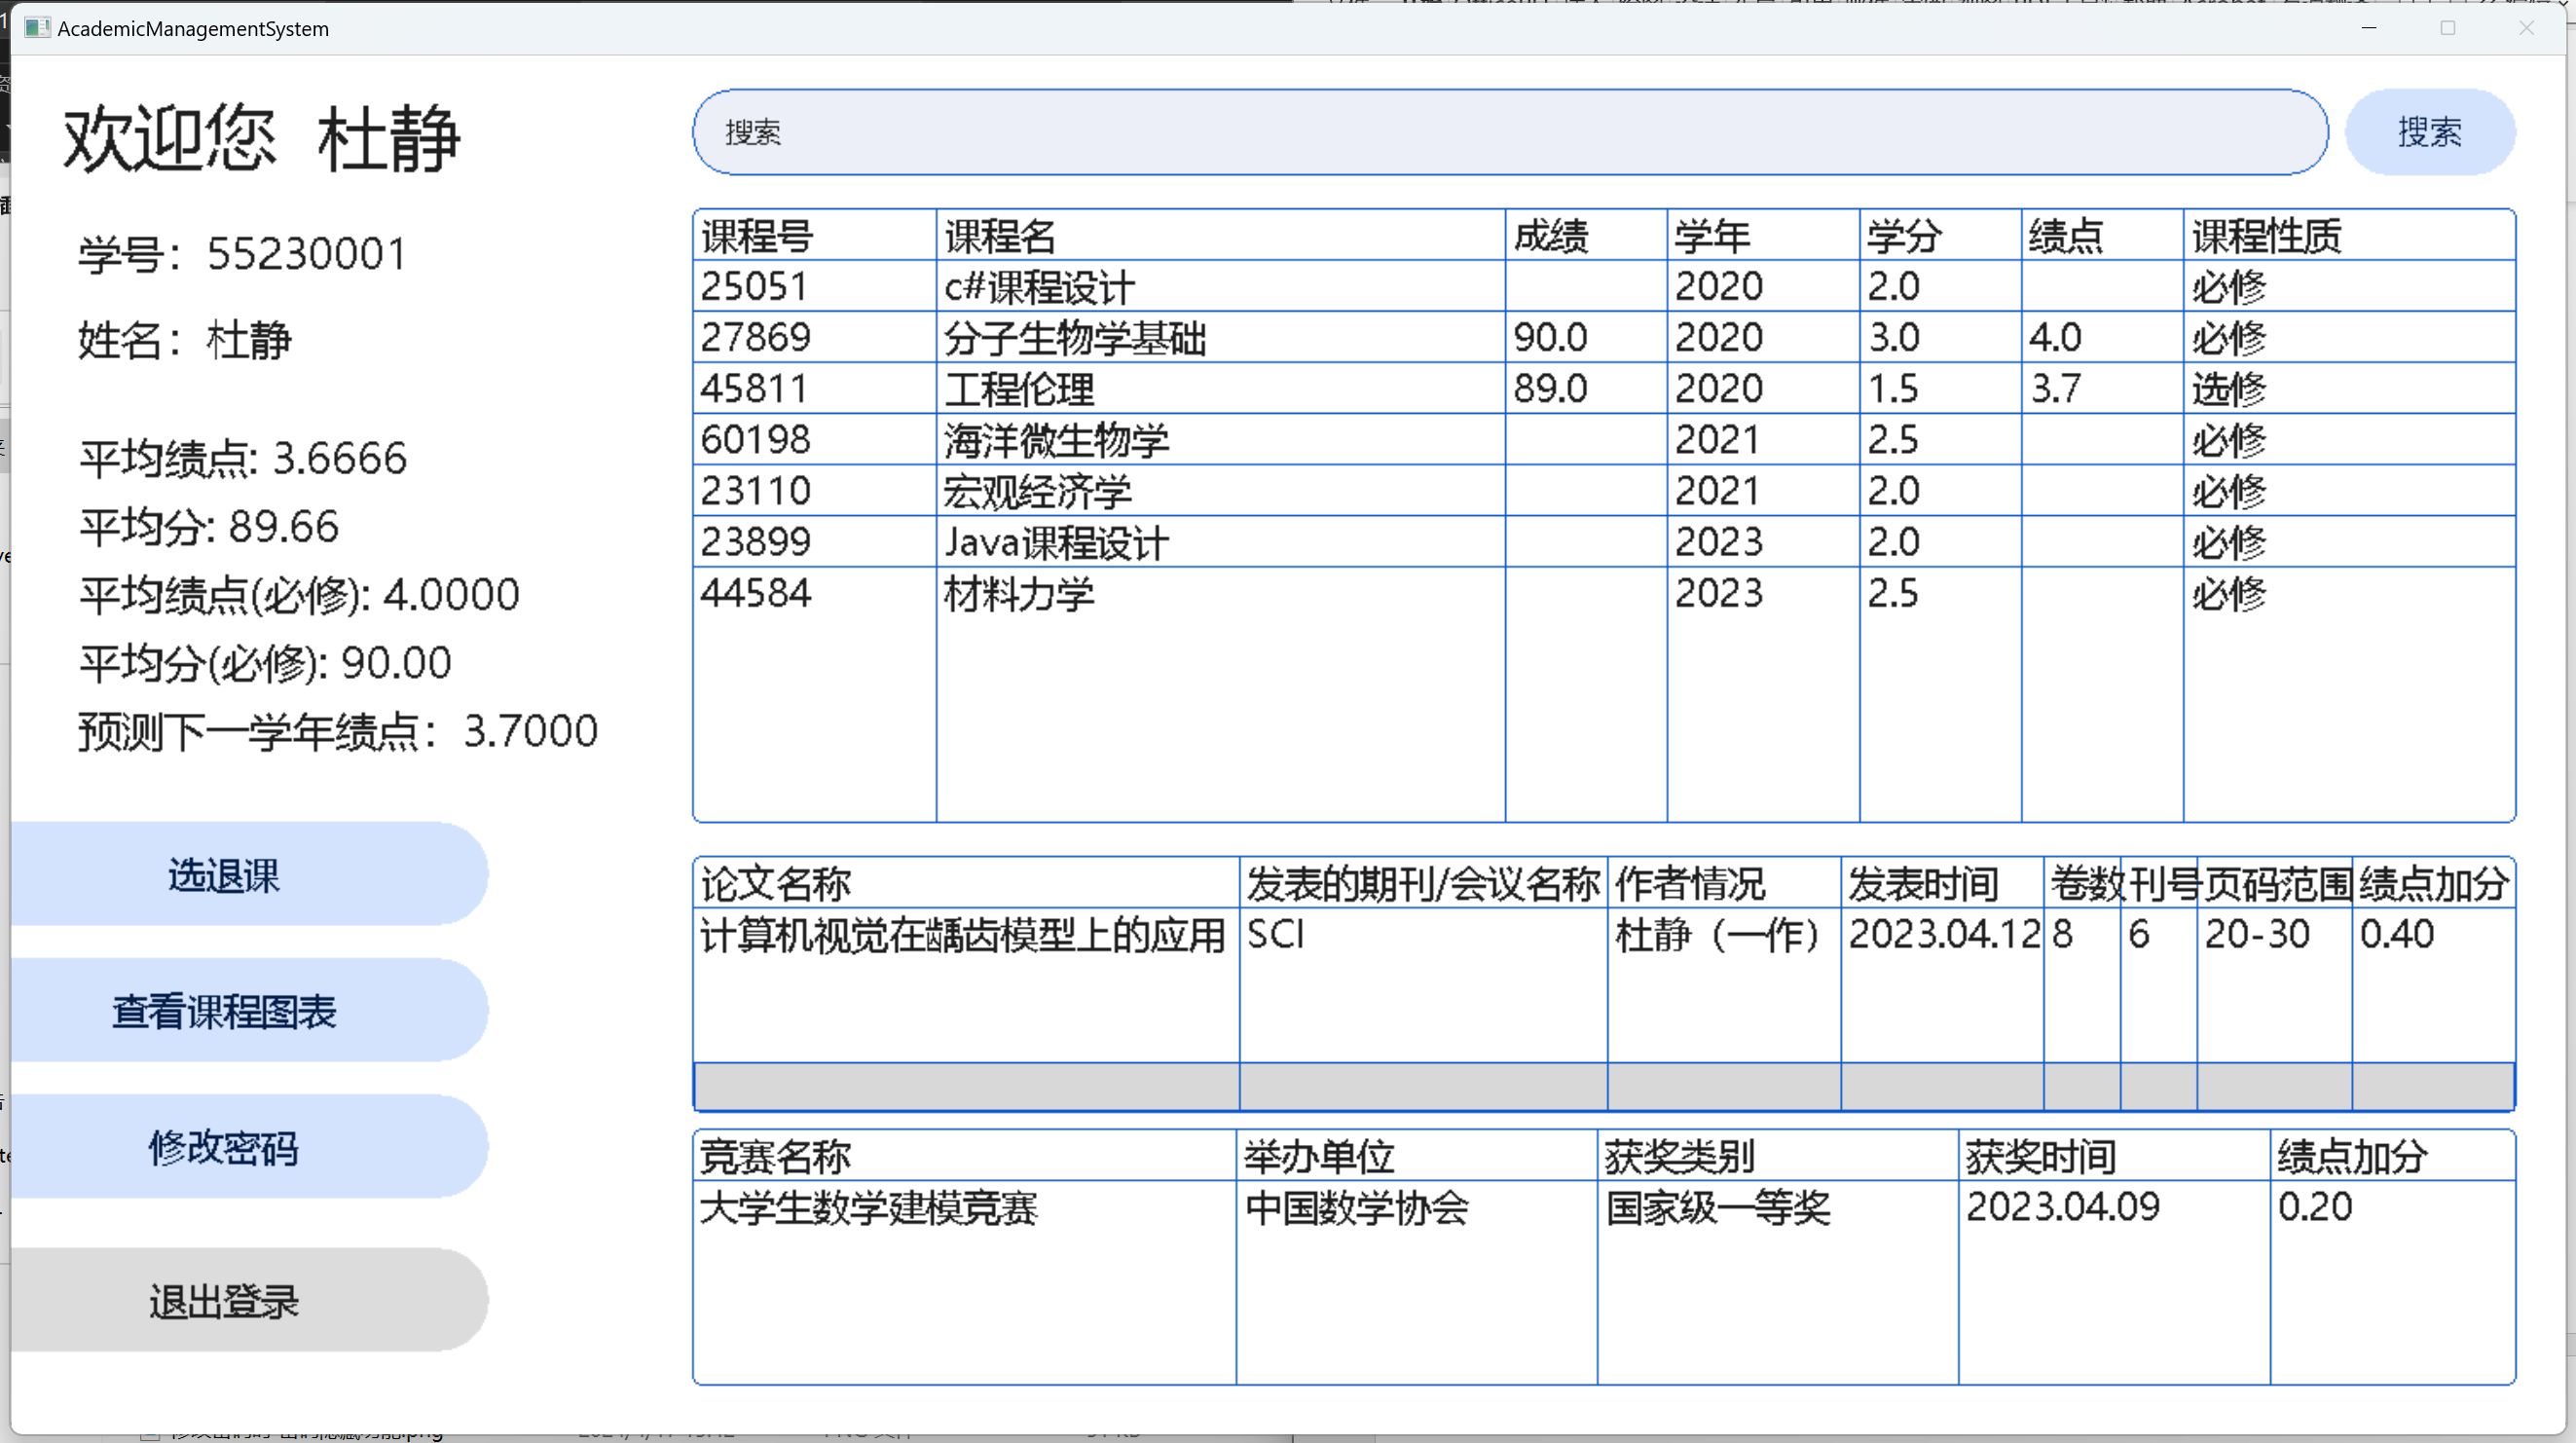 AcademicManagementSystem
欢迎您 杜静
学号：55230001
姓名：杜静
平均绩点: 3.6666
平均分: 89.66
平均绩点(必修): 4.0000
平均分(必修): 90.00
预测下一学年绩点：3.7000
选退课
查看课程图表
修改密码
退出登录
搜索 搜索
课程号 课程名 成绩 学年 学分 绩点 课程性质
25051 c#课程设计 2020 2.0 必修
27869 分子生物学基础 90.0 2020 3.0 4.0 必修
45811 工程伦理 89.0 2020 1.5 3.7 选修
60198 海洋微生物学 2021 2.5 必修
23110 宏观经济学 2021 2.0 必修
23899 Java课程设计 2023 2.0 必修
44584 材料力学 2023 2.5 必修
论文名称 发表的期刊/会议名称 作者情况 发表时间 卷数 刊号 页码范围 绩点加分
计算机视觉在龋齿模型上的应用 SCI 杜静（一作） 2023.04.12 8 6 20-30 0.40
竞赛名称 举办单位 获奖类别 获奖时间 绩点加分
大学生数学建模竞赛 中国数学协会 国家级一等奖 2023.04.09 0.20